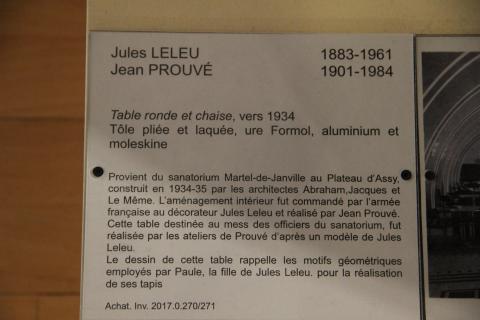 Jules LELEU 1883-1961
Jean PROUVÉ 1901-1984
Table ronde et chaise, vers 1934
Tôle pliée et laquée, ure Formol, aluminium et
moleskine
Provient du sanatorium Martel-de-Janville au Plateau d’Assy,
construit en 1934-35 par les architectes Abraham,Jacques et
Le Même. L’aménagement intérieur fut commandé par l’armée
française au décorateur Jules Leleu et réalisé par Jean Prouvé.
Cette table destinée au mess des officiers du sanatorium, fut
réalisée par les ateliers de Prouvé d’après un modèle de Jules
Leleu.
Le dessin de cette table rappelle les motifs géométriques
employés par Paule, la fille de Jules Leleu. pour la réalisation
de ses tapis
Achat. Inv. 2017.0.270/271